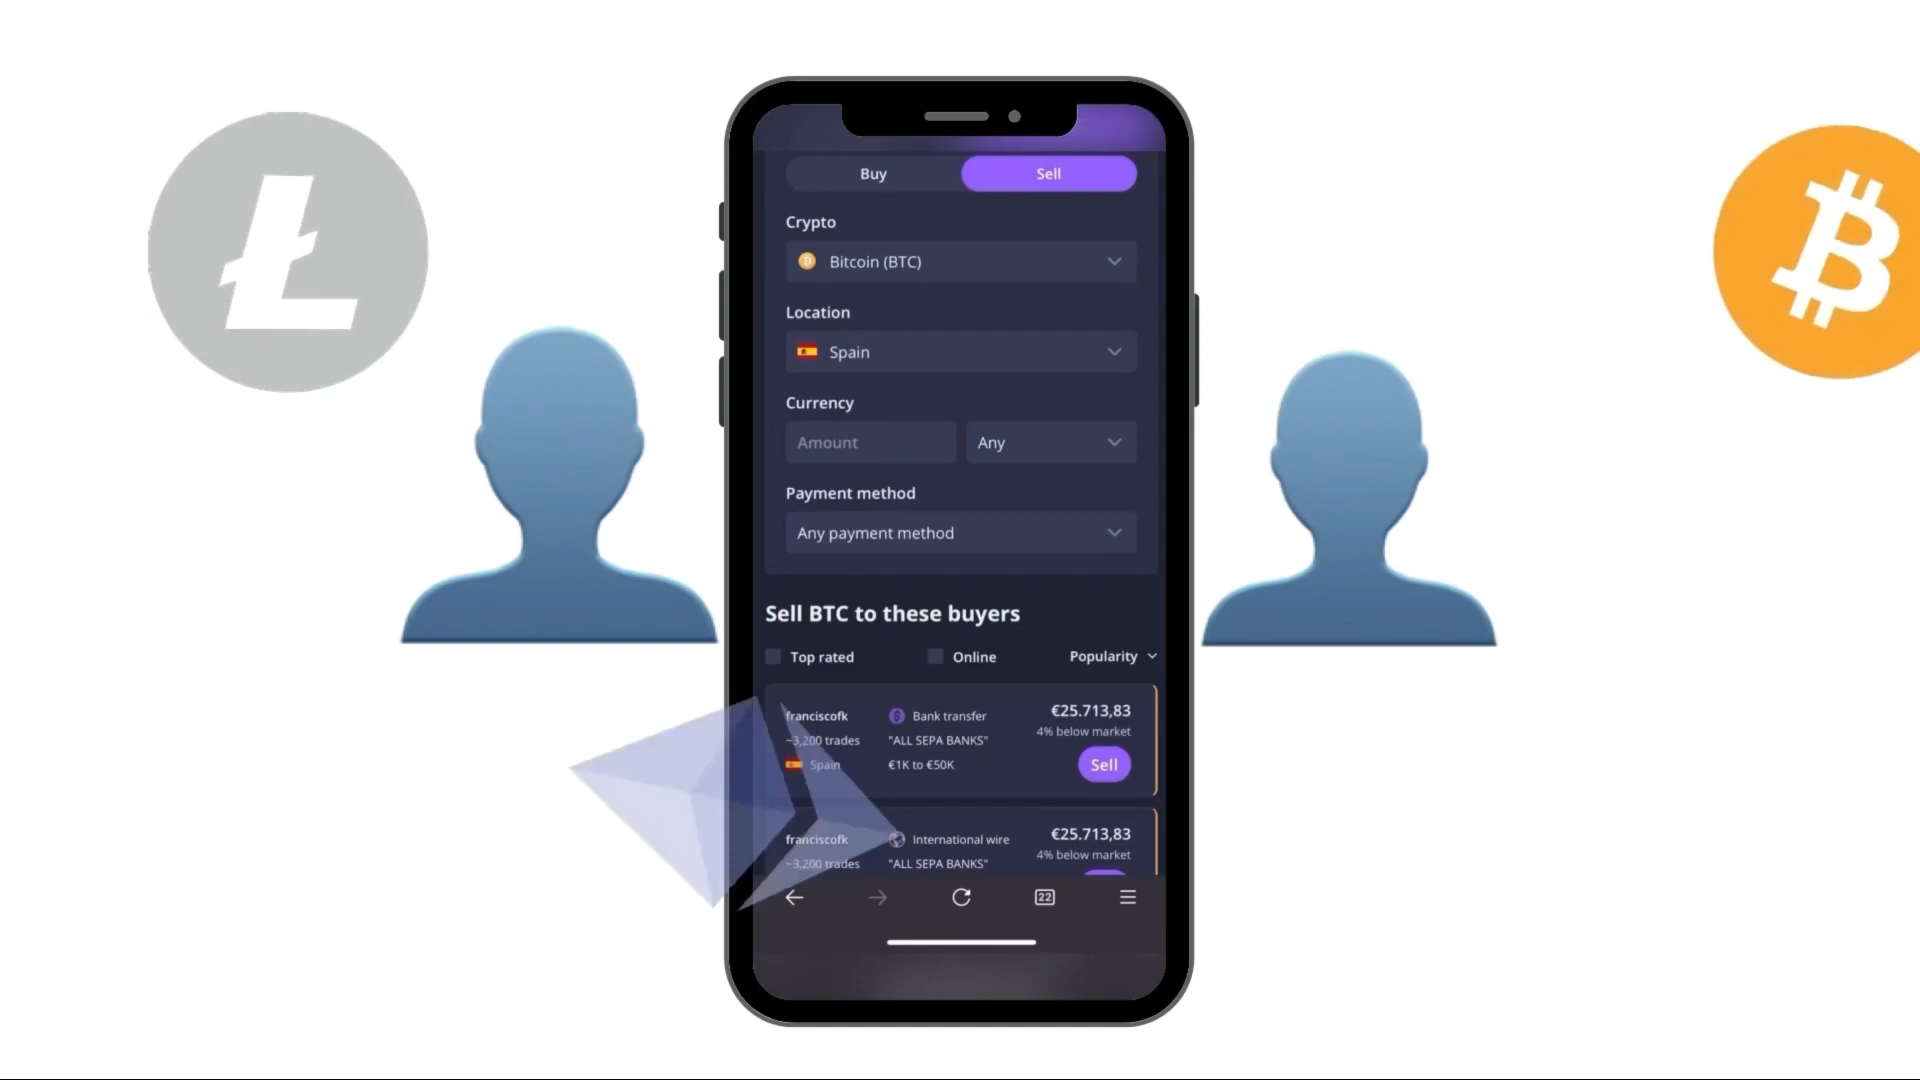 Buy
Sell
Crypto
Bitcoin (BTC)
Location
Spain
Currency
Amount
Any
Payment method
Any payment method
Sell BTC to these buyers
Top rated
Online
Popularity
franciscofk
Bank transfer
€25.713,83
~3,200 trades
"ALL SEPA BANKS"
4% below market
Spain
€1K to €50K
Sell
franciscofk
International wire
€25.713,83
~3,200 trades
"ALL SEPA BANKS"
4% below market
22